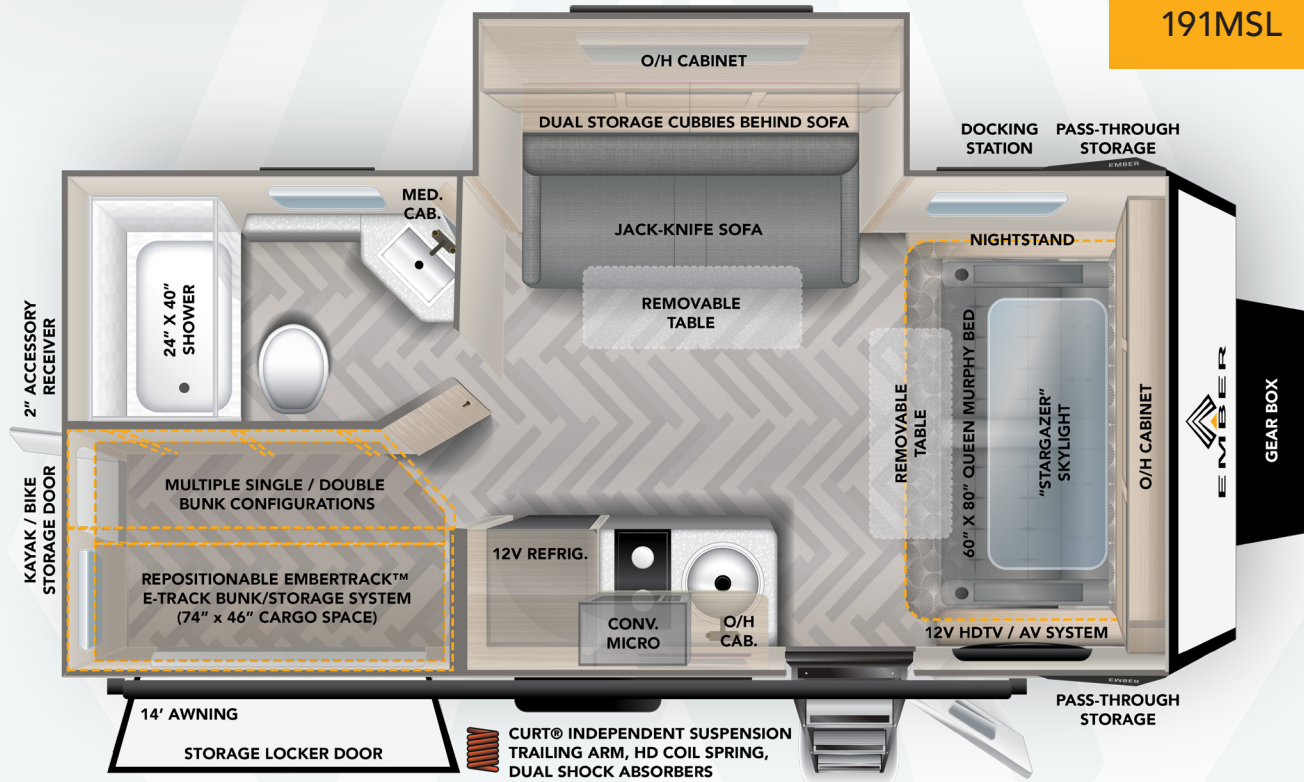 191MSL
O/H CABINET
DUAL STORAGE CUBBIES BEHIND SOFA
DOCKING
STATION
PASS-THROUGH
STORAGE
EMBER
MED.
CAB.
JACK-KNIFE SOFA
NIGHTSTAND
2” ACCESSORY
RECEIVER
24” X 40”
SHOWER
REMOVABLE
TABLE
REMOVABLE
TABLE
60” X 80” QUEEN MURPHY BED
“STARGAZER”
SKYLIGHT
O/H CABINET
EMBER
GEAR BOX
KAYAK / BIKE
STORAGE DOOR
MULTIPLE SINGLE / DOUBLE
BUNK CONFIGURATIONS
REPOSITIONABLE EMBERTRACK™
E-TRACK BUNK/STORAGE SYSTEM
(74” x 46” CARGO SPACE)
12V REFRIG.
CONV.
MICRO
O/H
CAB.
12V HDTV / AV SYSTEM
EMBER
PASS-THROUGH
STORAGE
14’ AWNING
STORAGE LOCKER DOOR
CURT® INDEPENDENT SUSPENSION
TRAILING ARM, HD COIL SPRING,
DUAL SHOCK ABSORBERS